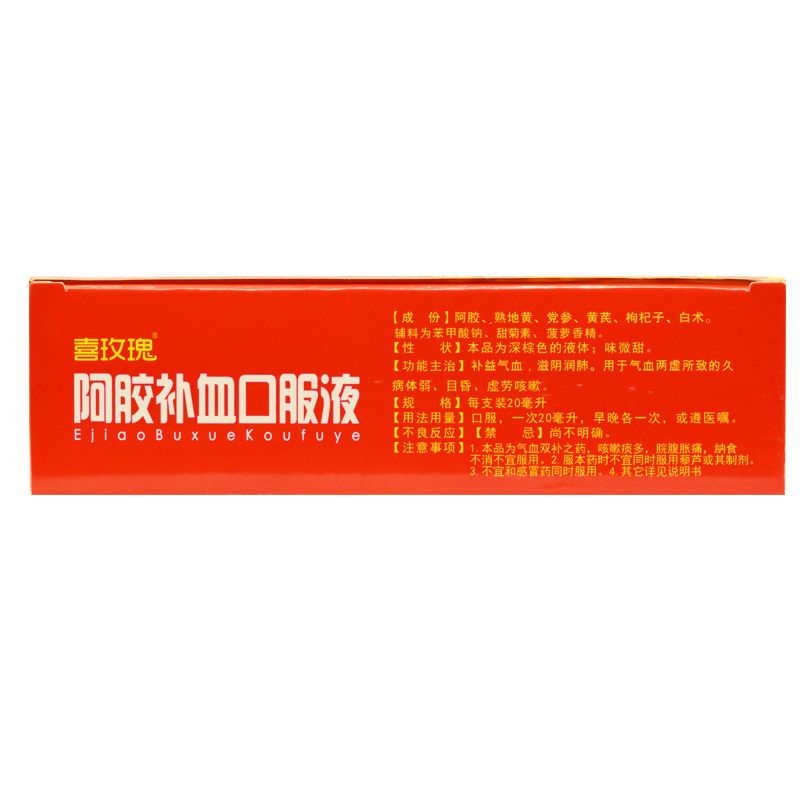 喜玫瑰®
阿胶补血口服液
EjiaoBuxueKoufuye
【成　份】阿胶、熟地黄、党参、黄芪、枸杞子、白术。
辅料为苯甲酸钠、甜菊素、菠萝香精。
【性　状】本品为深棕色的液体；味微甜。
【功能主治】补益气血，滋阴润肺。用于气血两虚所致的久
病体弱、目昏、虚劳咳嗽。
【规　格】每支装20毫升
【用法用量】口服，一次20毫升，早晚各一次，或遵医嘱。
【不良反应】【禁　忌】尚不明确。
【注意事项】1.本品为气血双补之药，咳嗽痰多，脘腹胀痛，纳食
不消不宜服用。2.服本药时不宜同时服用藜芦或其制剂。
3.不宜和感冒药同时服用。4.其它详见说明书